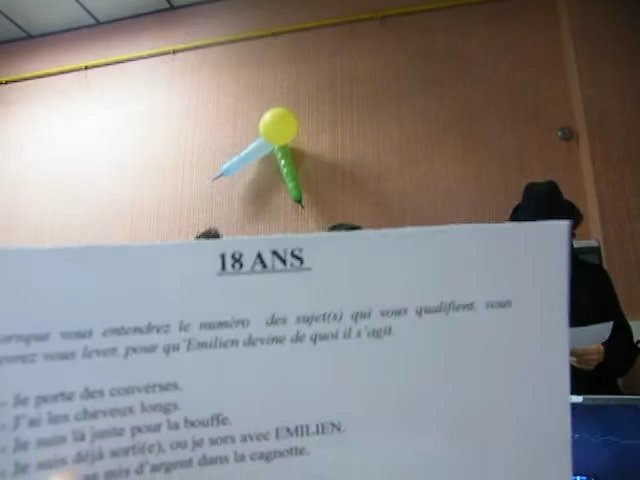 18 ANS
orsque vous entendrez le numéro des sujet(s) qui vous qualifient, vous
vous lever, pour qu'Emilien devine de quoi il s'agit.
- Je porte des converses.
- J'ai les cheveux longs.
- Je suis là juste pour la bouffe.
- Je suis déjà sorti(e), ou je sors avec EMILIEN.
mis d'argent dans la cagnotte.